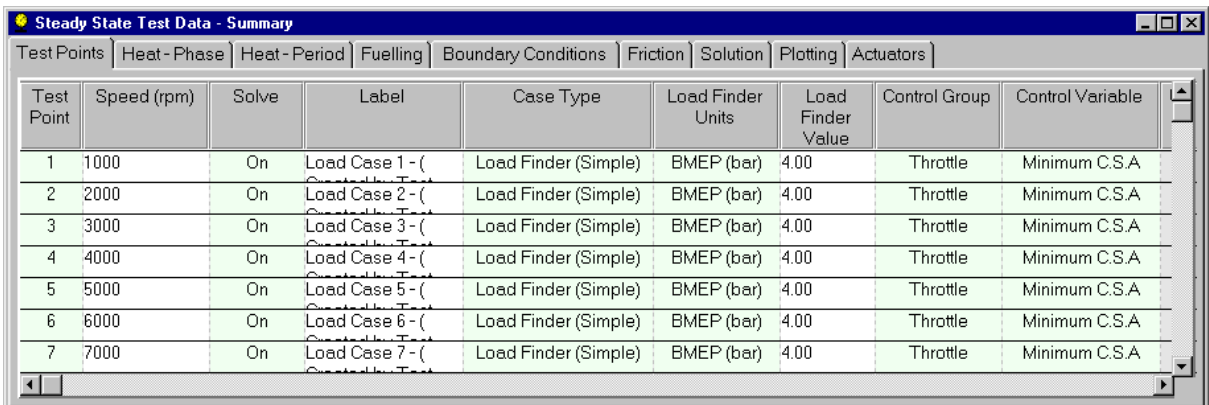 Steady State Test Data - Summary
Test Points Heat-Phase Heat-Period Fuelling Boundary Conditions Friction Solution Plotting Actuators
Test Point Speed (rpm) Solve Label Case Type Load Finder Units Load Finder Value Control Group Control Variable
1 1000 On Load Case 1 - ( Load Finder (Simple) BMEP (bar) 4.00 Throttle Minimum C.S.A
2 2000 On Load Case 2 - ( Load Finder (Simple) BMEP (bar) 4.00 Throttle Minimum C.S.A
3 3000 On Load Case 3 - ( Load Finder (Simple) BMEP (bar) 4.00 Throttle Minimum C.S.A
4 4000 On Load Case 4 - ( Load Finder (Simple) BMEP (bar) 4.00 Throttle Minimum C.S.A
5 5000 On Load Case 5 - ( Load Finder (Simple) BMEP (bar) 4.00 Throttle Minimum C.S.A
6 6000 On Load Case 6 - ( Load Finder (Simple) BMEP (bar) 4.00 Throttle Minimum C.S.A
7 7000 On Load Case 7 - ( Load Finder (Simple) BMEP (bar) 4.00 Throttle Minimum C.S.A